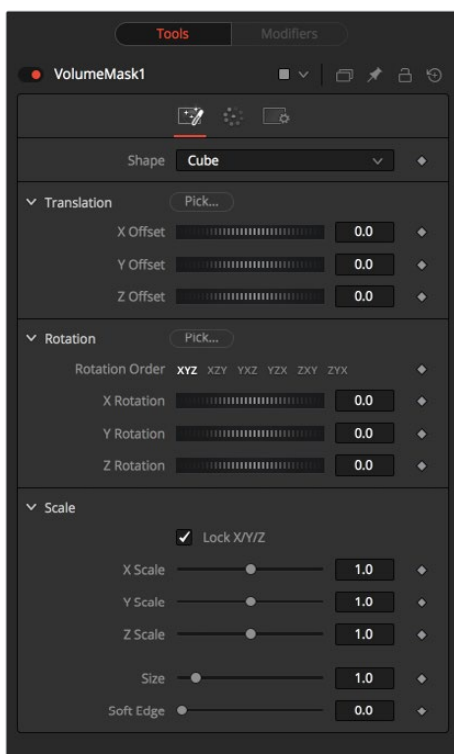 Tools Modifiers
VolumeMask1
Shape Cube
Translation Pick...
X Offset 0.0
Y Offset 0.0
Z Offset 0.0
Rotation Pick...
Rotation Order XYZ XZY YXZ YZX ZXY ZYX
X Rotation 0.0
Y Rotation 0.0
Z Rotation 0.0
Scale
Lock X/Y/Z
X Scale 1.0
Y Scale 1.0
Z Scale 1.0
Size 1.0
Soft Edge 0.0